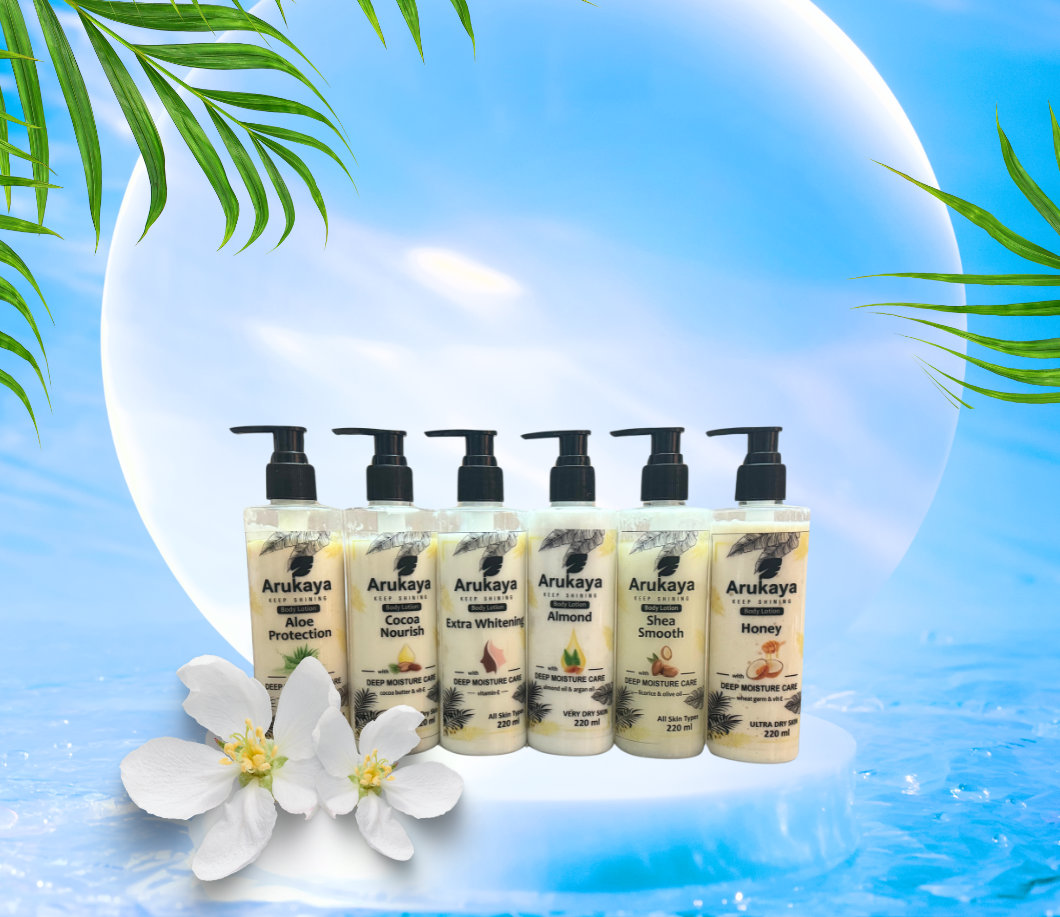 Arukaya
KEEP SHINING
Body Lotion
Aloe
Protection
with
DEEP MOISTURE CARE
Arukaya
KEEP SHINING
Body Lotion
Cocoa
Nourish
with
DEEP MOISTURE CARE
cocoa butter & vit-E
Arukaya
KEEP SHINING
Body Lotion
Extra Whitening
with
DEEP MOISTURE CARE
vitamin-E
All Skin Types
220 ml
Arukaya
KEEP SHINING
Body Lotion
Almond
with
DEEP MOISTURE CARE
almond oil & argan oil
VERY DRY SKIN
220 ml
Arukaya
KEEP SHINING
Body Lotion
Shea
Smooth
with
DEEP MOISTURE CARE
licorice & olive oil
All Skin Types
220 ml
Arukaya
KEEP SHINING
Body Lotion
Honey
with
DEEP MOISTURE CARE
wheat germ & vit-E
ULTRA DRY SKIN
220 ml